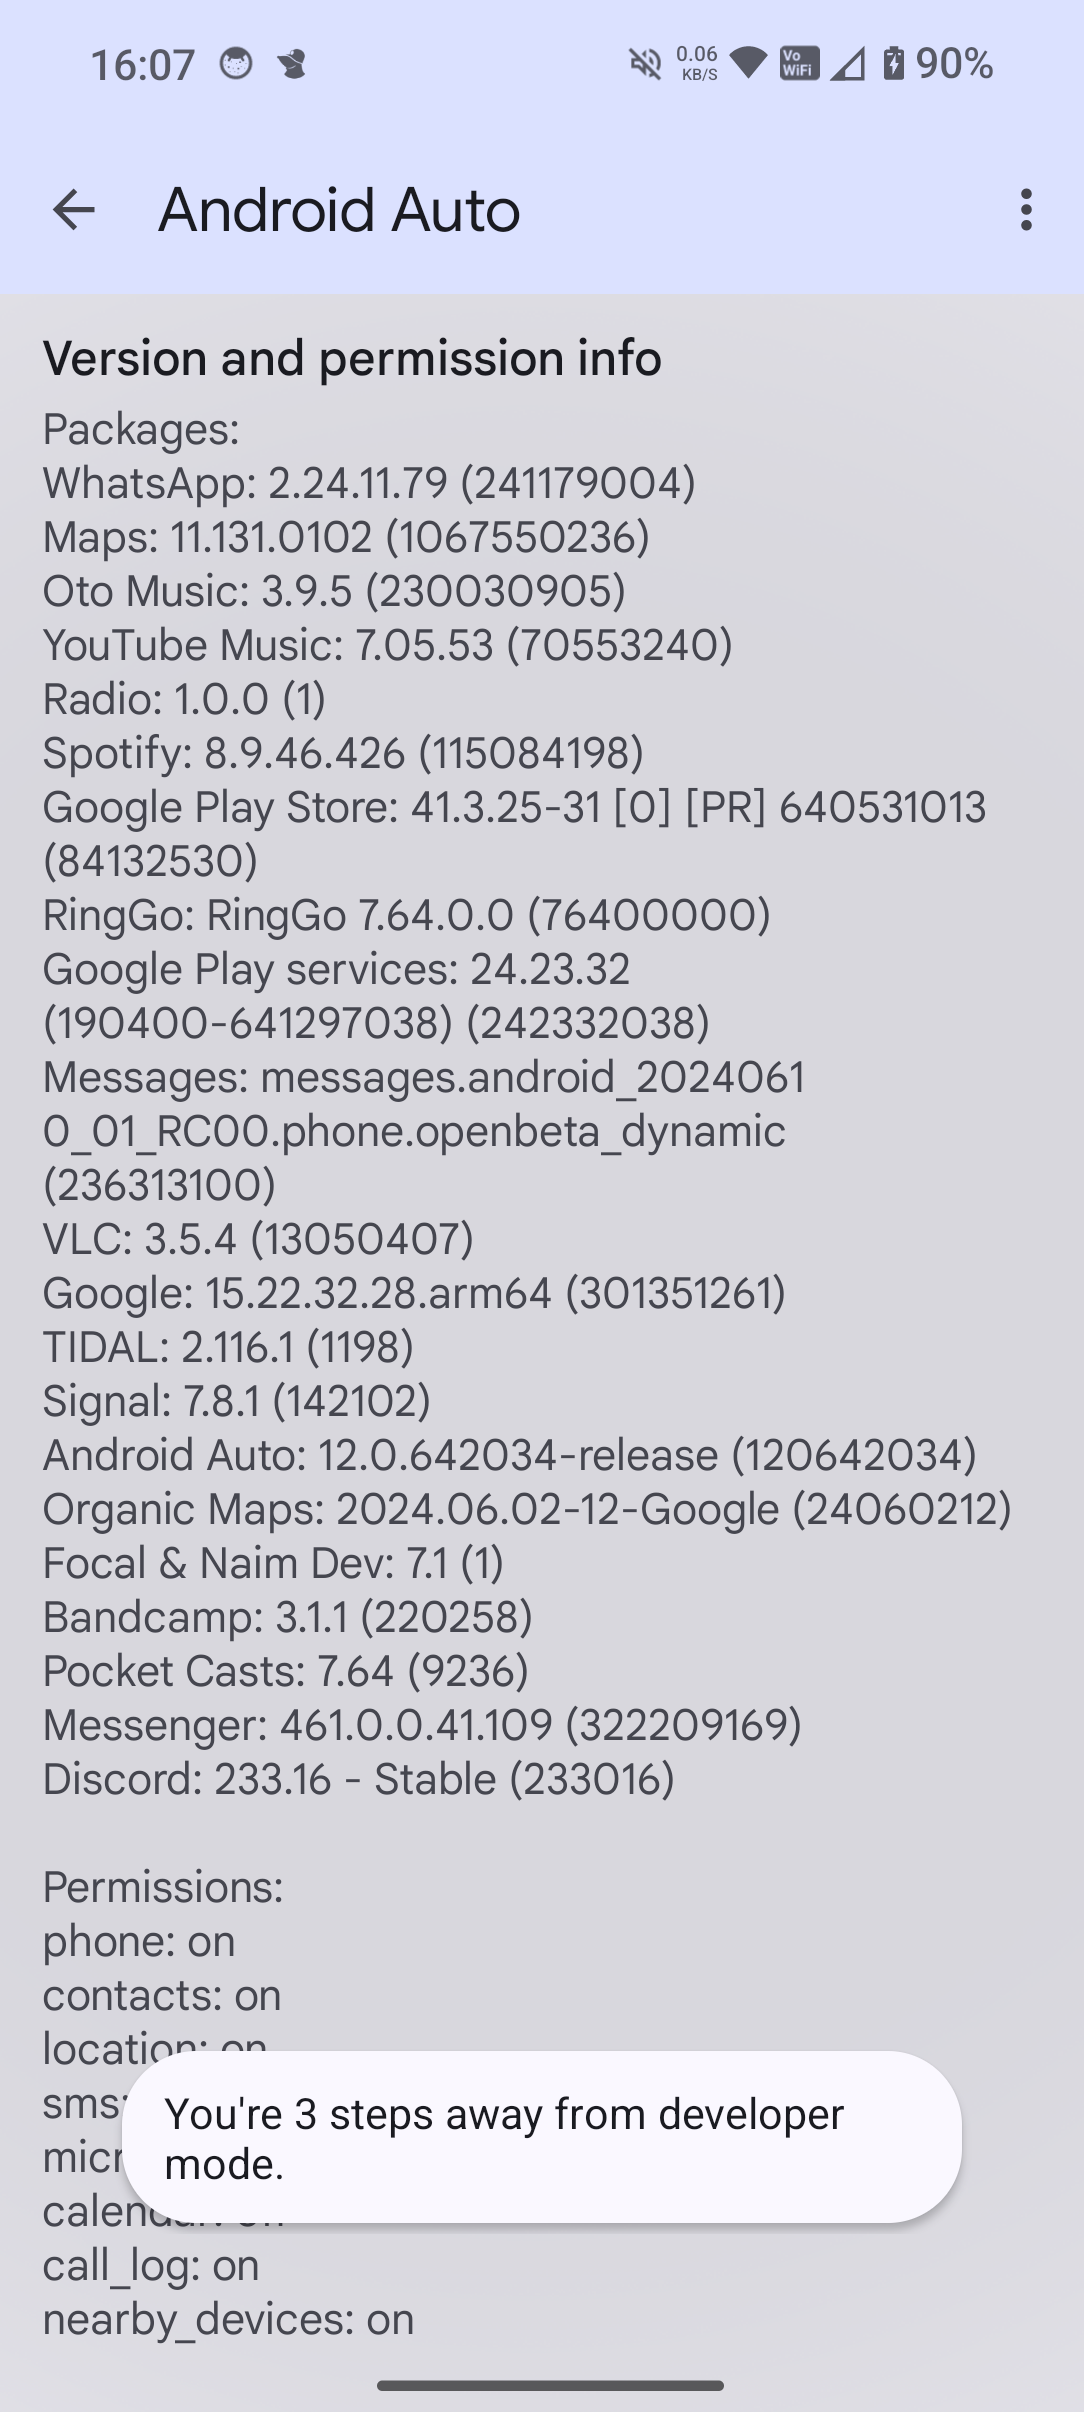 16:07
0.06
KB/S
Vo
WiFi
90%
Android Auto
Version and permission info
Packages:
WhatsApp: 2.24.11.79 (241179004)
Maps: 11.131.0102 (1067550236)
Oto Music: 3.9.5 (230030905)
YouTube Music: 7.05.53 (70553240)
Radio: 1.0.0 (1)
Spotify: 8.9.46.426 (115084198)
Google Play Store: 41.3.25-31 [0] [PR] 640531013
(84132530)
RingGo: RingGo 7.64.0.0 (76400000)
Google Play services: 24.23.32
(190400-641297038) (242332038)
Messages: messages.android_2024061
0_01_RC00.phone.openbeta_dynamic
(236313100)
VLC: 3.5.4 (13050407)
Google: 15.22.32.28.arm64 (301351261)
TIDAL: 2.116.1 (1198)
Signal: 7.8.1 (142102)
Android Auto: 12.0.642034-release (120642034)
Organic Maps: 2024.06.02-12-Google (24060212)
Focal & Naim Dev: 7.1 (1)
Bandcamp: 3.1.1 (220258)
Pocket Casts: 7.64 (9236)
Messenger: 461.0.0.41.109 (322209169)
Discord: 233.16 - Stable (233016)
Permissions:
phone: on
contacts: on
location: on
sms:
You're 3 steps away from developer
mode.
calendar: on
call_log: on
nearby_devices: on